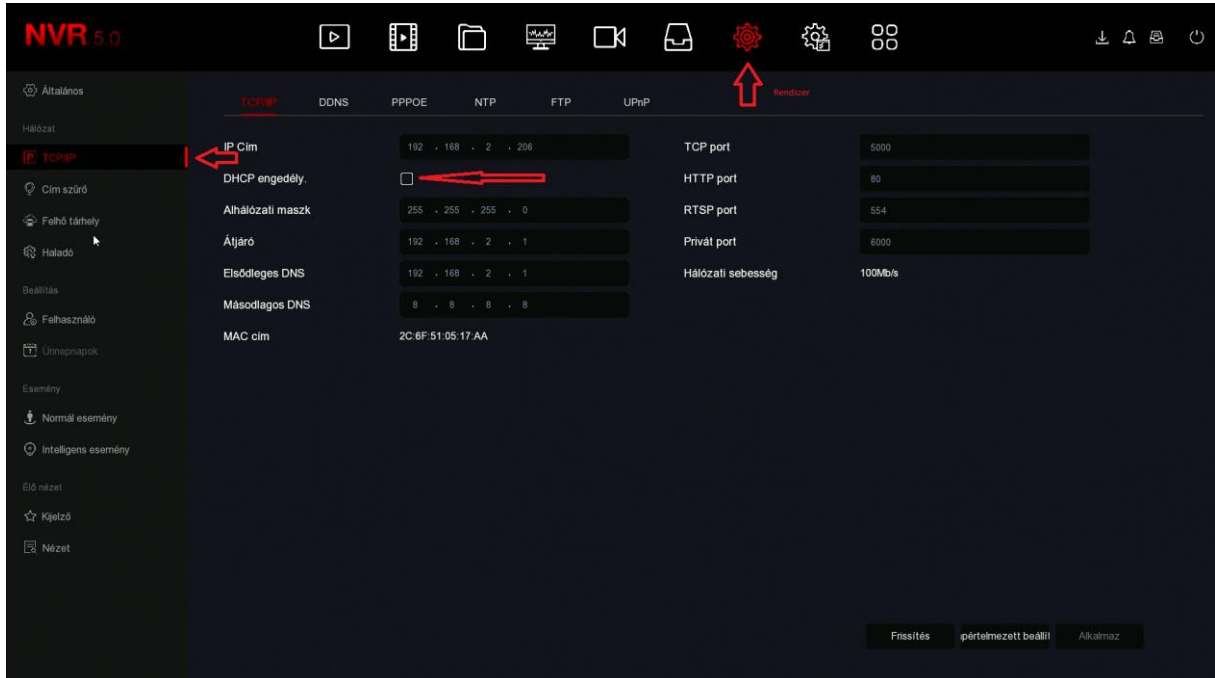 NVR 5.0
Rendszer
Általános
Hálózat
TCP/IP
Cím szűrő
Felhő tárhely
Haladó
Beállítás
Felhasználó
Ünnepnapok
Esemény
Normál esemény
Intelligens esemény
Élő nézet
Kijelző
Nézet
TCP/IP DDNS PPPOE NTP FTP UPnP
IP Cím 192 . 168 . 2 . 206
DHCP engedély.
Alhálózati maszk 255 . 255 . 255 . 0
Átjáró 192 . 168 . 2 . 1
Elsődleges DNS 192 . 168 . 2 . 1
Másodlagos DNS 8 . 8 . 8 . 8
MAC cím 2C:6F:51:05:17:AA
TCP port 5000
HTTP port 80
RTSP port 554
Privát port 6000
Hálózati sebesség 100Mb/s
Frissítés pértelmezett beállít Alkalmaz